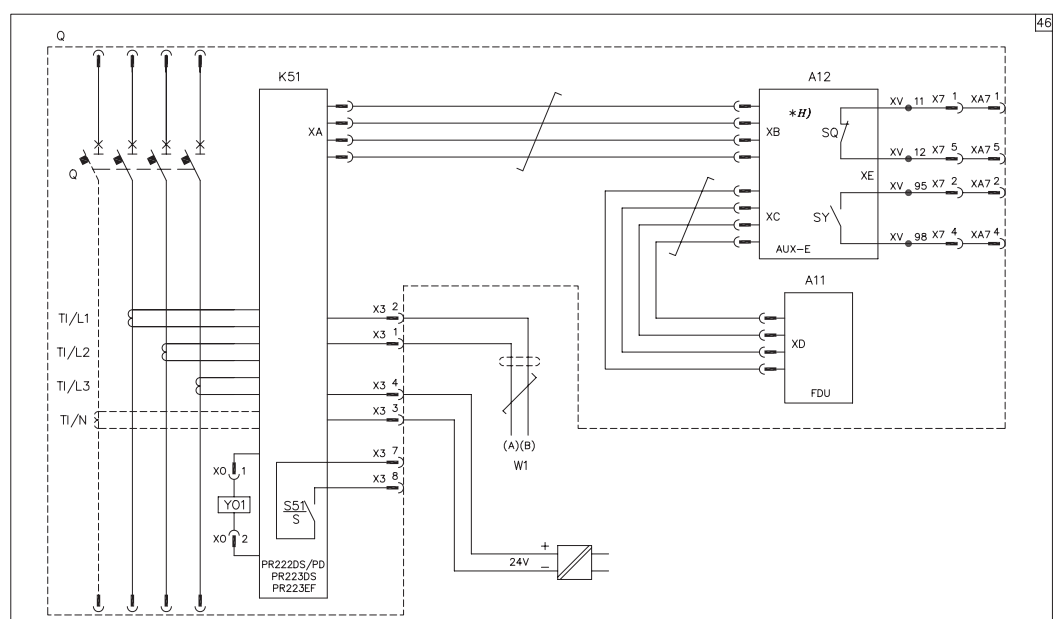 46
Q
K51
A12
XA
*H)
XB
SQ
XE
XC
SY
AUX-E
XV 11 X7 1 XA7 1
XV 12 X7 5 XA7 5
XV 95 X7 2 XA7 2
XV 98 X7 4 XA7 4
Q
A11
XD
FDU
TI/L1
TI/L2
TI/L3
TI/N
X3 2
X3 1
X3 4
X3 3
X3 7
X3 8
(A)(B)
W1
XO 1
YO1
XO 2
S51
S
PR222DS/PD
PR223DS
PR223EF
24V
+
−